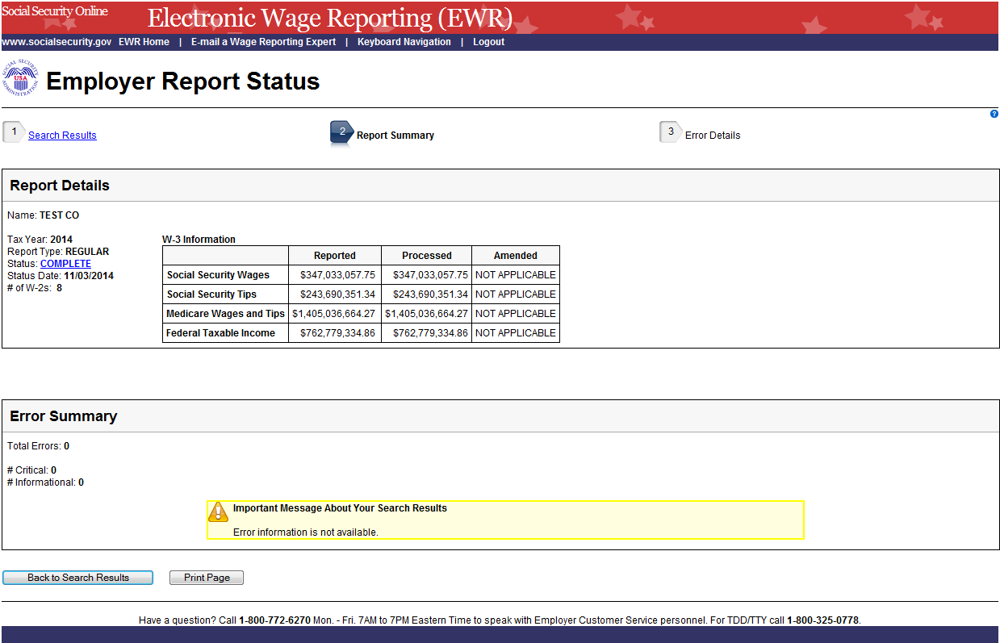 Social Security Online
Electronic Wage Reporting (EWR)
www.socialsecurity.gov EWR Home | E-mail a Wage Reporting Expert | Keyboard Navigation | Logout
SOCIAL SECURITY ADMINISTRATION
USA
Employer Report Status
?
1 Search Results 2 Report Summary 3 Error Details
Report Details
Name: TEST CO
Tax Year: 2014
Report Type: REGULAR
Status: COMPLETE
Status Date: 11/03/2014
# of W-2s: 8
W-3 Information
Reported Processed Amended
Social Security Wages $347,033,057.75 $347,033,057.75 NOT APPLICABLE
Social Security Tips $243,690,351.34 $243,690,351.34 NOT APPLICABLE
Medicare Wages and Tips $1,405,036,664.27 $1,405,036,664.27 NOT APPLICABLE
Federal Taxable Income $762,779,334.86 $762,779,334.86 NOT APPLICABLE
Error Summary
Total Errors: 0
# Critical: 0
# Informational: 0
Important Message About Your Search Results
Error information is not available.
Back to Search Results Print Page
Have a question? Call 1-800-772-6270 Mon. - Fri. 7AM to 7PM Eastern Time to speak with Employer Customer Service personnel. For TDD/TTY call 1-800-325-0778.